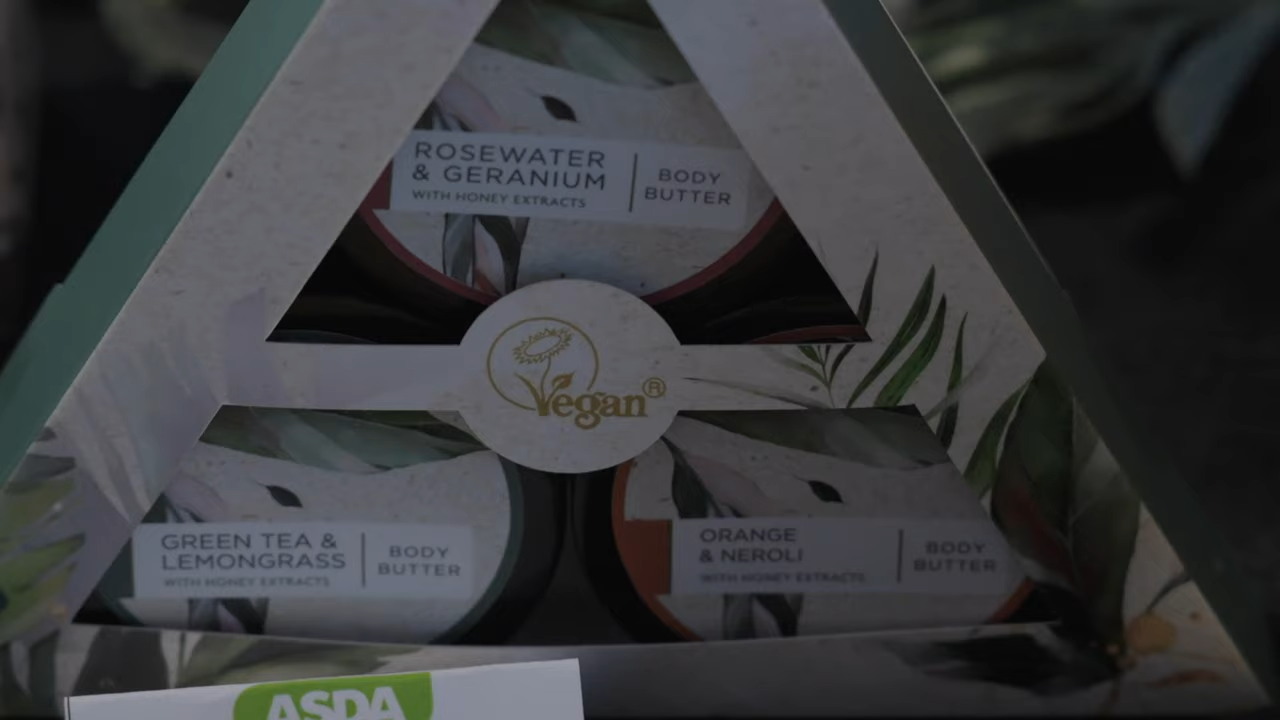 ROSEWATER
& GERANIUM
WITH HONEY EXTRACTS
BODY
BUTTER
Vegan®
GREEN TEA &
LEMONGRASS
WITH HONEY EXTRACTS
BODY
BUTTER
ORANGE
& NEROLI
WITH HONEY EXTRACTS
BODY
BUTTER
ASDA